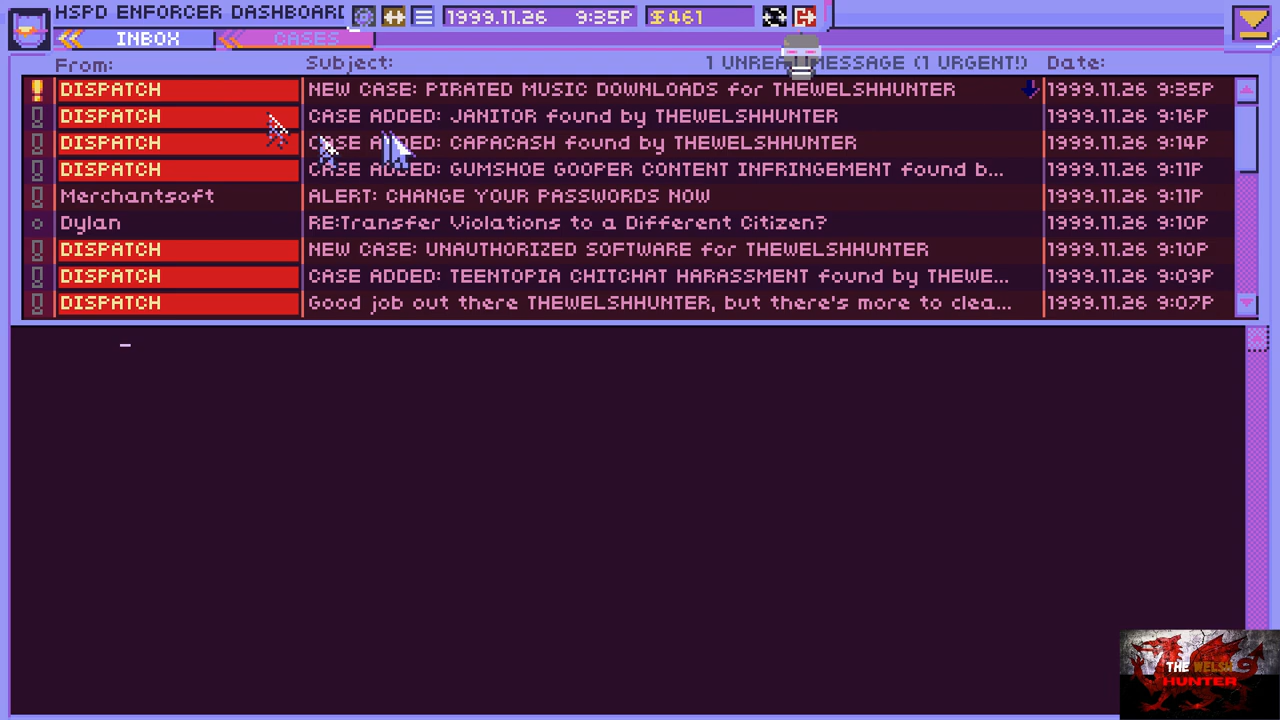 HSPD ENFORCER DASHBOARD
1999.11.26 9:35P
461
INBOX
CASES
From: Subject: 1 UNREAD MESSAGE (1 URGENT!) Date:
DISPATCH NEW CASE: PIRATED MUSIC DOWNLOADS for THEWELSHHUNTER 1999.11.26 9:35P
DISPATCH CASE ADDED: JANITOR found by THEWELSHHUNTER 1999.11.26 9:16P
DISPATCH CASE ADDED: CAPACASH found by THEWELSHHUNTER 1999.11.26 9:14P
DISPATCH CASE ADDED: GUMSHOE GOOPER CONTENT INFRINGEMENT found b... 1999.11.26 9:11P
Merchantsoft ALERT: CHANGE YOUR PASSWORDS NOW 1999.11.26 9:11P
Dylan RE:Transfer Violations to a Different Citizen? 1999.11.26 9:10P
DISPATCH NEW CASE: UNAUTHORIZED SOFTWARE for THEWELSHHUNTER 1999.11.26 9:10P
DISPATCH CASE ADDED: TEENTOPIA CHITCHAT HARASSMENT found by THEWE... 1999.11.26 9:09P
DISPATCH Good job out there THEWELSHHUNTER, but there's more to clea... 1999.11.26 9:07P
THE WELSH
HUNTER